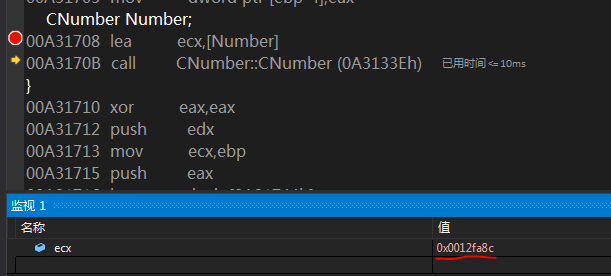 CNumber Number;
00A31708 lea ecx,[Number]
00A3170B call CNumber::CNumber (0A3133Eh) 已用时间<=10ms
}
00A31710 xor eax,eax
00A31712 push edx
00A31713 mov ecx,ebp
00A31715 push eax
监视 1
名称 值
ecx 0x0012fa8c